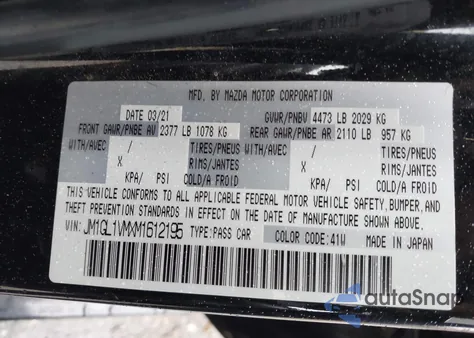 MFD. BY MAZDA MOTOR CORPORATION
DATE 03/21 GVWR/PNBV 4473 LB 2029 KG
FRONT GAWR/PNBE AV 2377 LB 1078 KG REAR GAWR/PNBE AR 2110 LB 957 KG
WITH/AVEC / TIRES/PNEUS WITH/AVEC / TIRES/PNEUS
X RIMS/JANTES X RIMS/JANTES
KPA/ PSI COLD/A FROID KPA/ PSI COLD/A FROID
THIS VEHICLE CONFORMS TO ALL APPLICABLE FEDERAL MOTOR VEHICLE SAFETY, BUMPER, AND
THEFT PREVENTION STANDARDS IN EFFECT ON THE DATE OF MANUFACTURE SHOWN ABOVE.
VIN: JM1GL1VMXM1612195 TYPE:PASS CAR COLOR CODE:41W MADE IN JAPAN
autoSnap